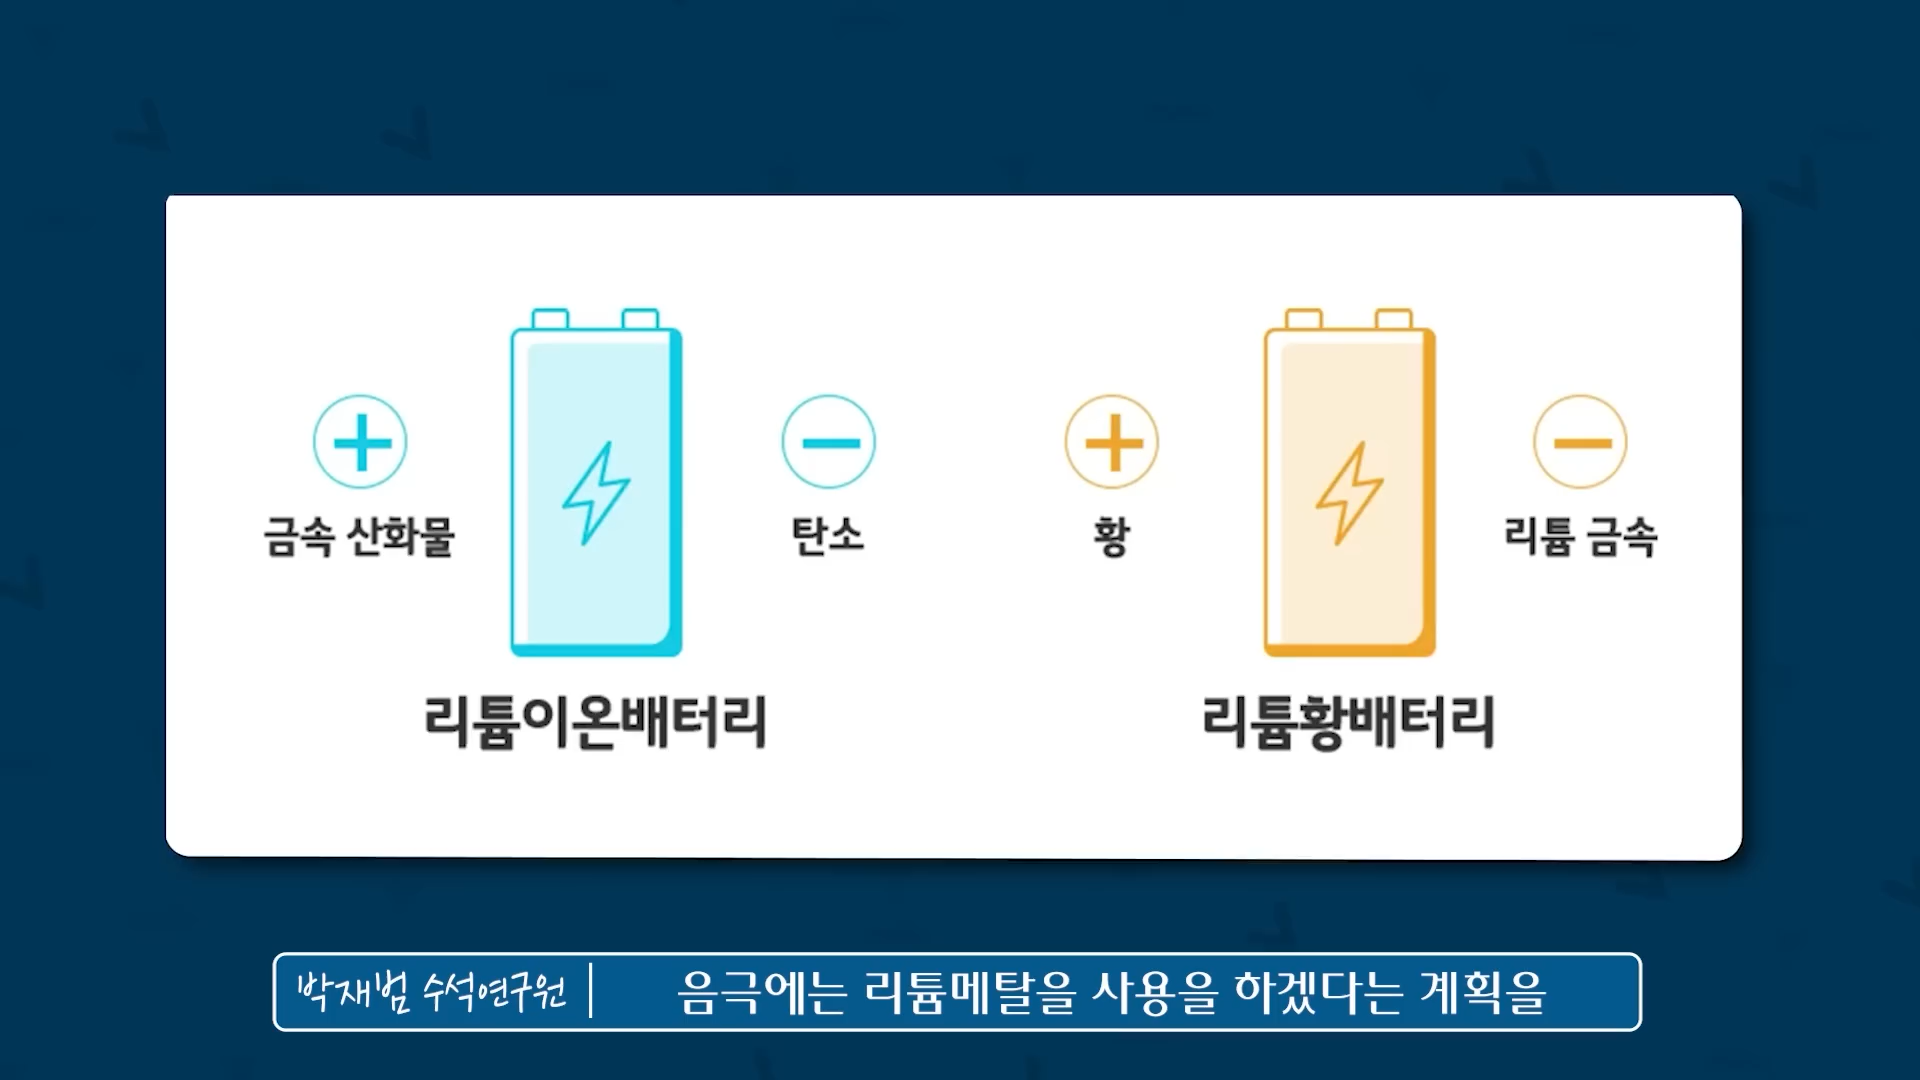 금속 산화물
탄소
황
리튬 금속
리튬이온배터리
리튬황배터리
박재범 수석연구원
음극에는 리튬메탈을 사용을 하겠다는 계획을